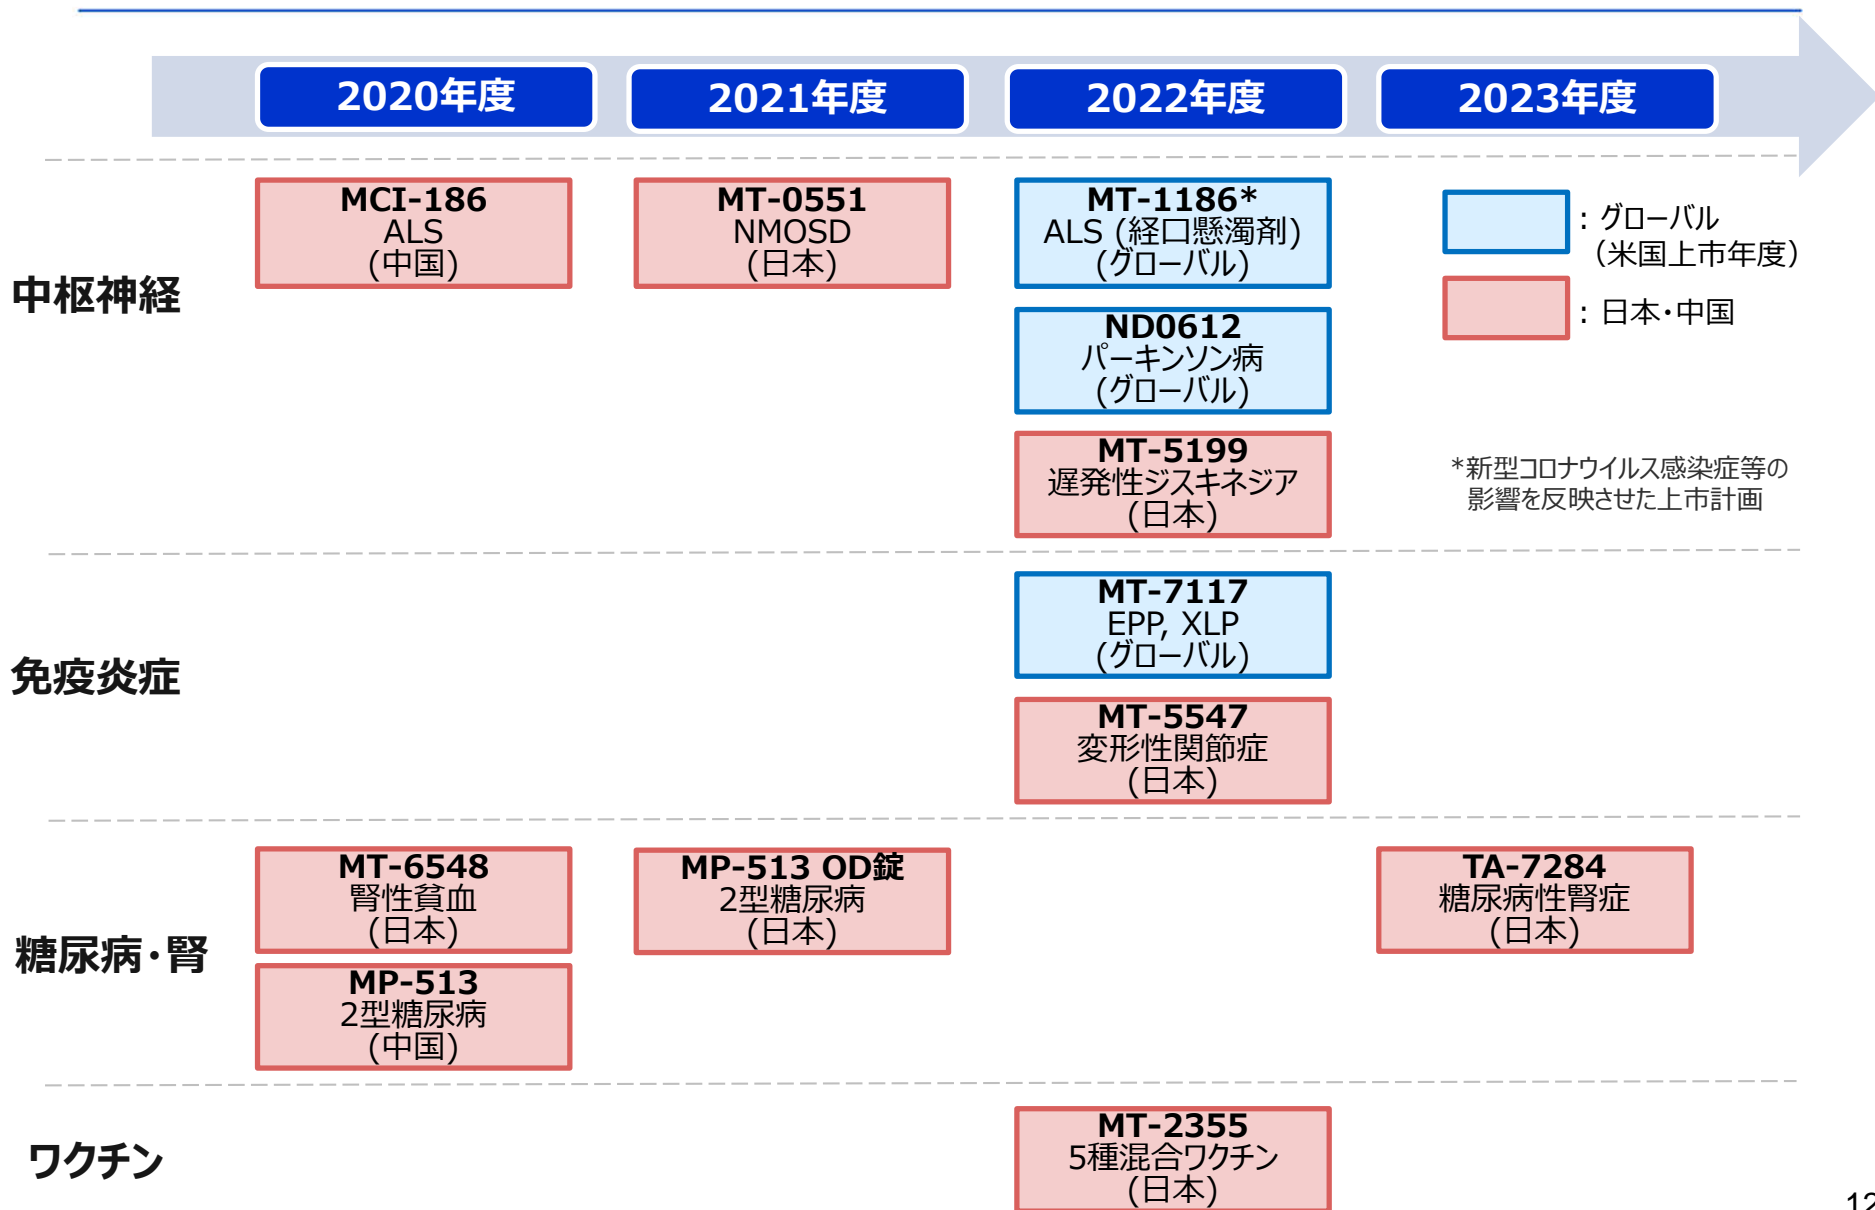 2020年度
2021年度
2022年度
2023年度
中枢神経
MCI-186
ALS
(中国)
MT-0551
NMOSD
(日本)
MT-1186*
ALS (経口懸濁剤)
(グローバル)
ND0612
パーキンソン病
(グローバル)
MT-5199
遅発性ジスキネジア
(日本)
: グローバル
(米国上市年度)
: 日本・中国
*新型コロナウイルス感染症等の
影響を反映させた上市計画
免疫炎症
MT-7117
EPP, XLP
(グローバル)
MT-5547
変形性関節症
(日本)
糖尿病・腎
MT-6548
腎性貧血
(日本)
MP-513
2型糖尿病
(中国)
MP-513 OD錠
2型糖尿病
(日本)
TA-7284
糖尿病性腎症
(日本)
ワクチン
MT-2355
5種混合ワクチン
(日本)
12